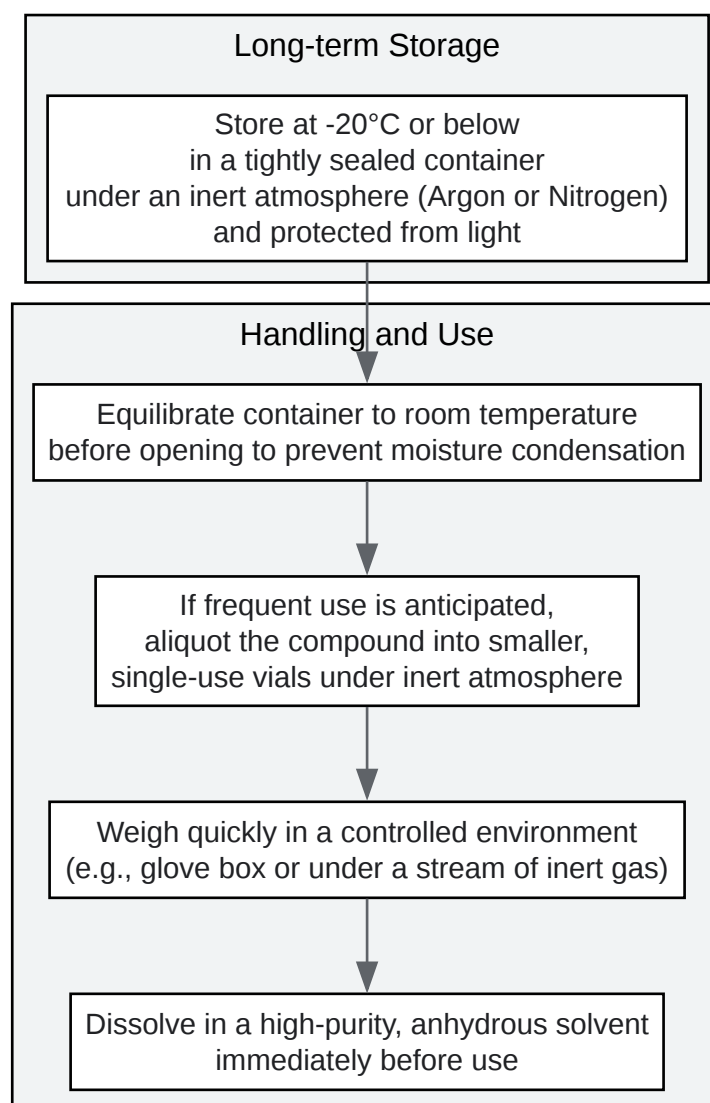 Long-term Storage
Store at -20°C or below
in a tightly sealed container
under an inert atmosphere (Argon or Nitrogen)
and protected from light
Handling and Use
Equilibrate container to room temperature
before opening to prevent moisture condensation
If frequent use is anticipated,
aliquot the compound into smaller,
single-use vials under inert atmosphere
Weigh quickly in a controlled environment
(e.g., glove box or under a stream of inert gas)
Dissolve in a high-purity, anhydrous solvent
immediately before use